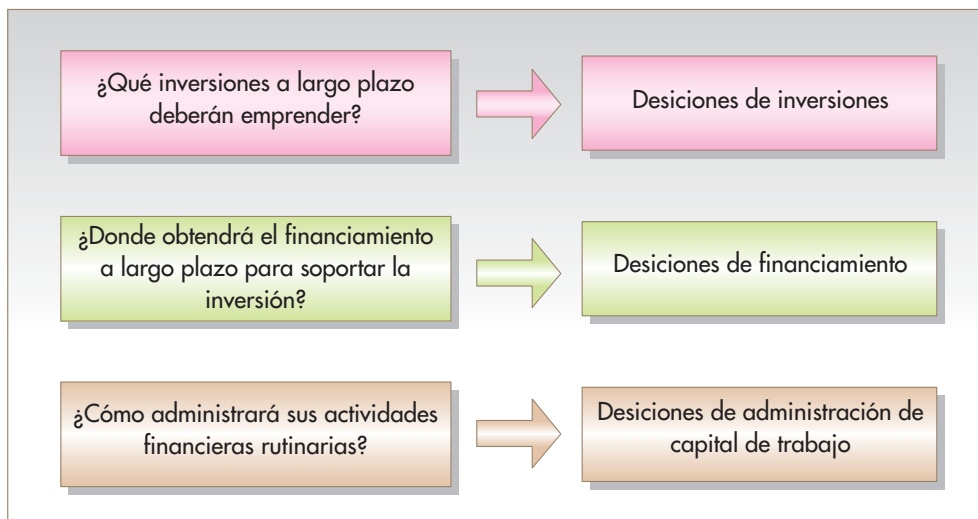 ¿Qué inversiones a largo plazo
deberán emprender?
Desiciones de inversiones
¿Donde obtendrá el financiamiento
a largo plazo para soportar la
inversión?
Desiciones de financiamiento
¿Cómo administrará sus actividades
financieras rutinarias?
Desiciones de administración de
capital de trabajo